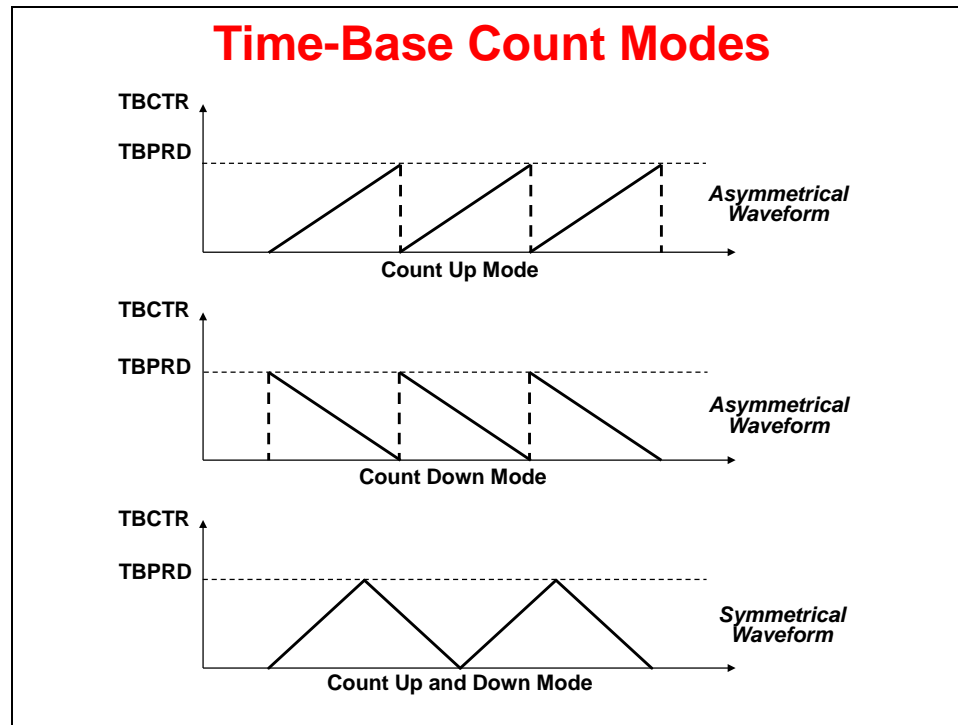 Time-Base Count Modes
TBCTR
TBPRD
Asymmetrical
Waveform
Count Up Mode
TBCTR
TBPRD
Asymmetrical
Waveform
Count Down Mode
TBCTR
TBPRD
Symmetrical
Waveform
Count Up and Down Mode